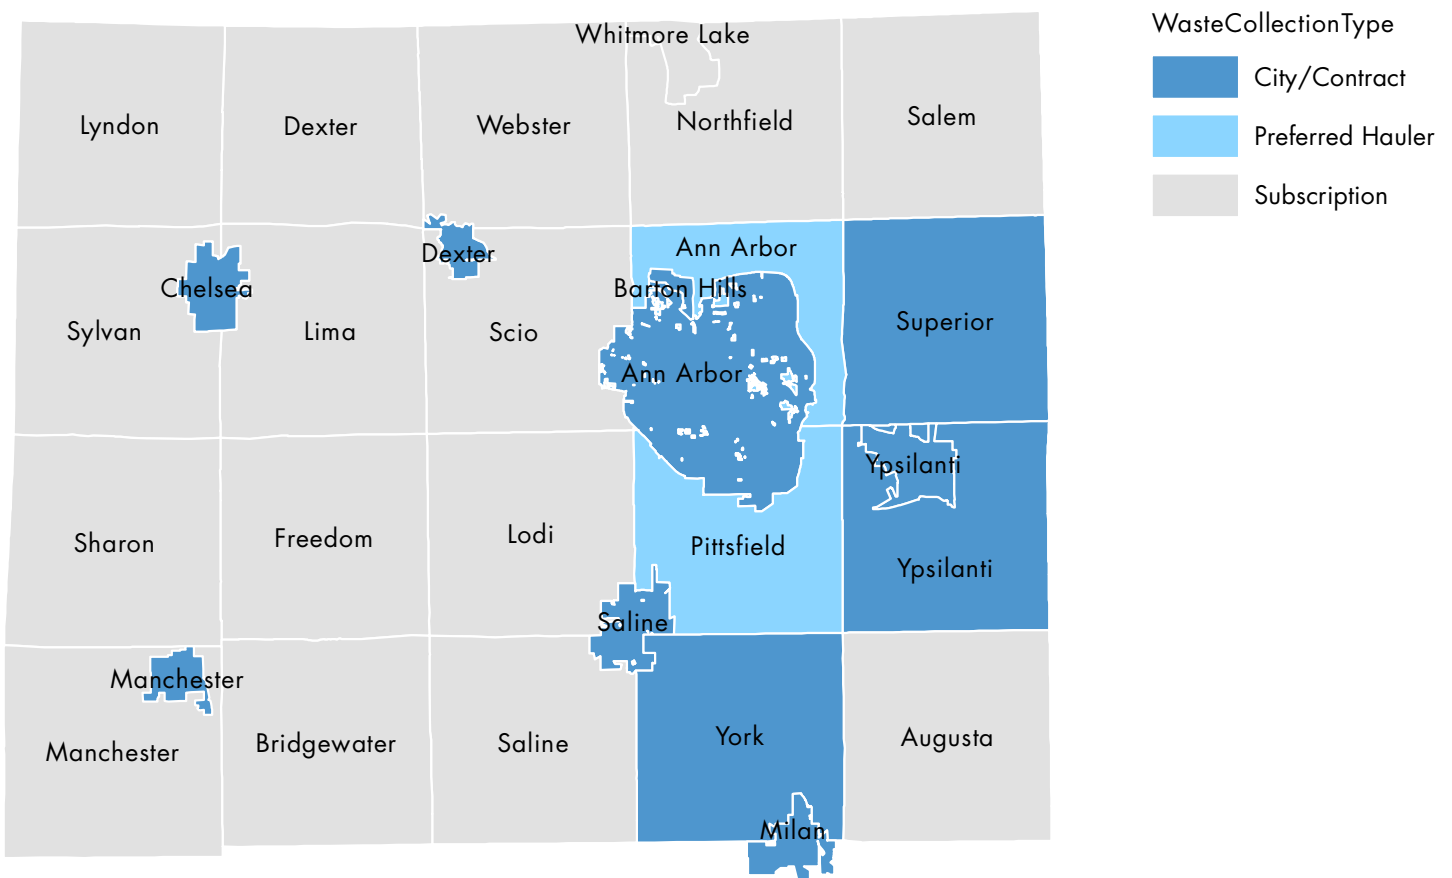 Whitmore Lake
WasteCollectionType
City/Contract
Preferred Hauler
Subscription
Lyndon
Dexter
Webster
Northfield
Salem
Chelsea
Dexter
Ann Arbor
Barton Hills
Sylvan
Lima
Scio
Ann Arbor
Superior
Ypsilanti
Sharon
Freedom
Lodi
Pittsfield
Ypsilanti
Saline
Manchester
Manchester
Bridgewater
Saline
York
Augusta
Milan